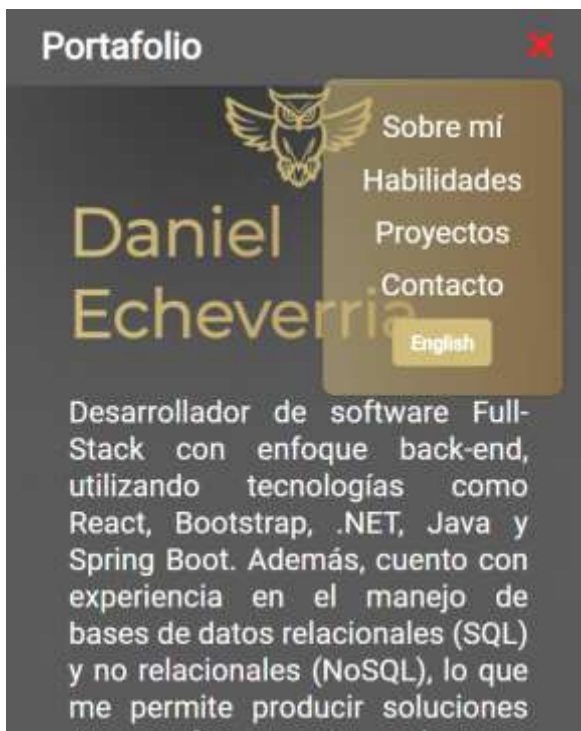 Portafolio
Sobre mí
Habilidades
Proyectos
Contacto
English
Daniel
Echeverria
Desarrollador de software Full-
Stack con enfoque back-end,
utilizando tecnologías como
React, Bootstrap, .NET, Java y
Spring Boot. Además, cuento con
experiencia en el manejo de
bases de datos relacionales (SQL)
y no relacionales (NoSQL), lo que
me permite producir soluciones